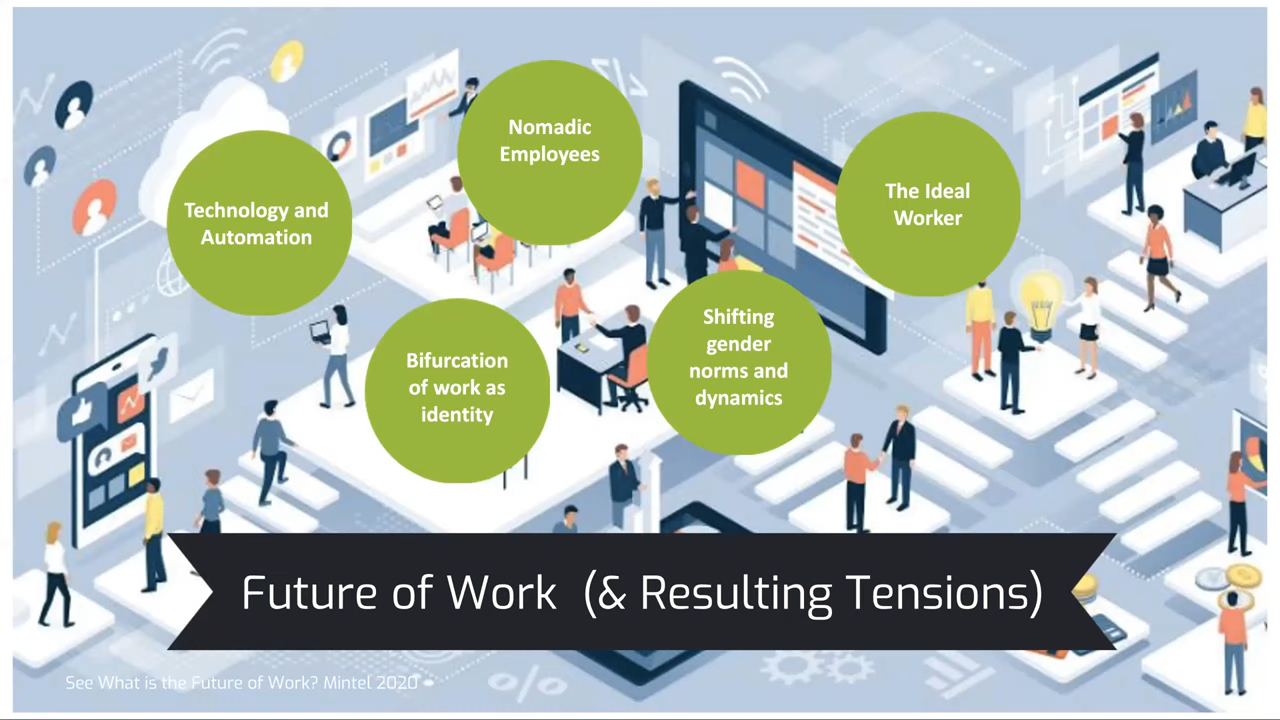 Technology and
Automation
Nomadic
Employees
The Ideal
Worker
Bifurcation
of work as
identity
Shifting
gender
norms and
dynamics
Future of Work (& Resulting Tensions)
See What is the Future of Work? Mintel 2020